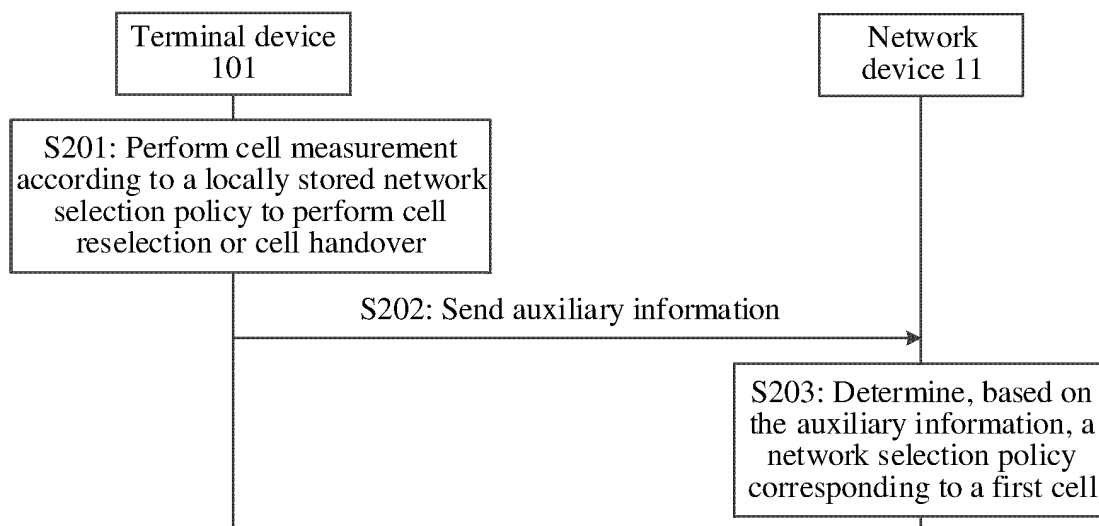 Terminal device
101
Network
device 11
S201: Perform cell measurement
according to a locally stored network
selection policy to perform cell
reselection or cell handover
S202: Send auxiliary information
S203: Determine, based on
the auxiliary information, a
network selection policy
corresponding to a first cell